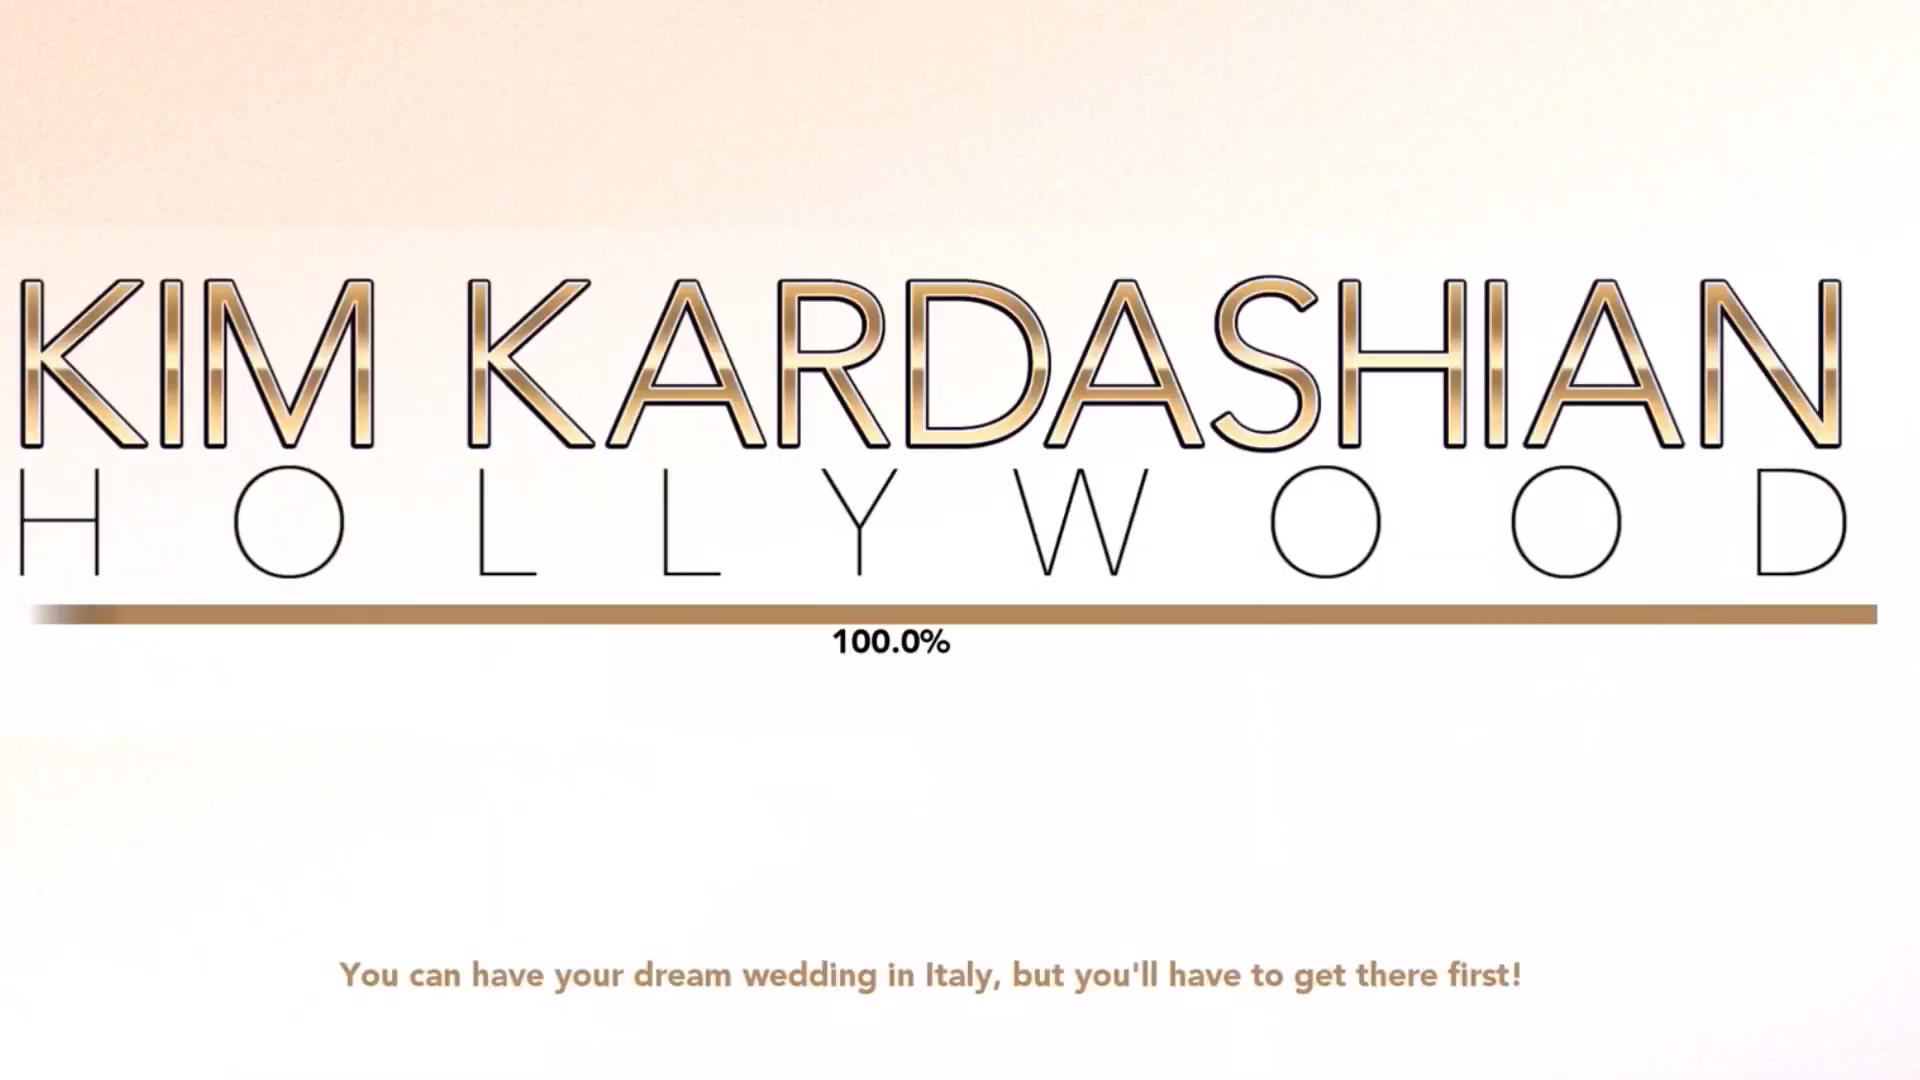 KIM KARDASHIAN
HOLLYWOOD
100.0%
You can have your dream wedding in Italy, but you'll have to get there first!